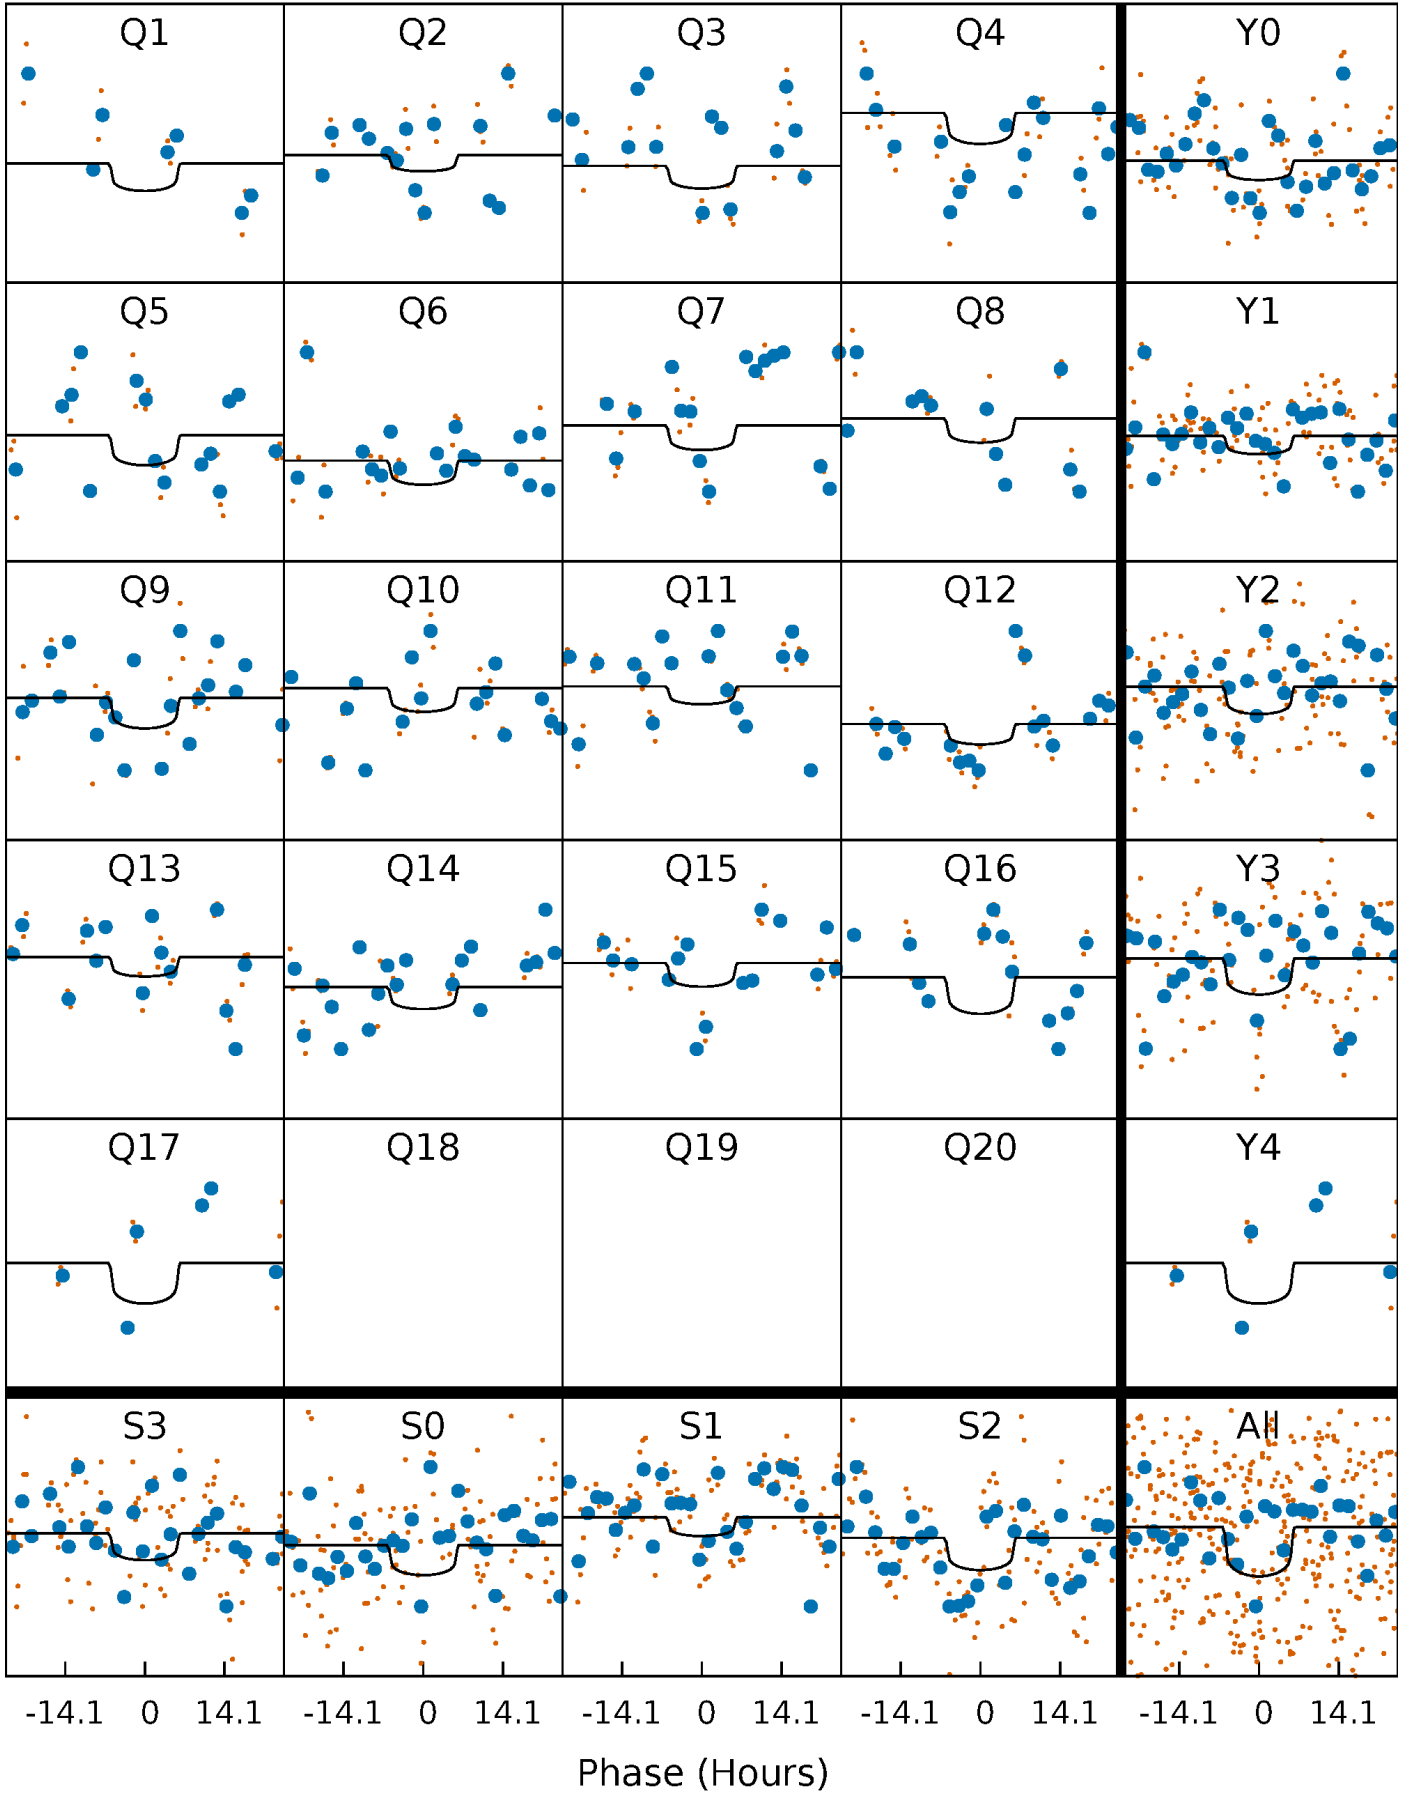 Q1 Q2 Q3 Q4 Y0
Q5 Q6 Q7 Q8 Y1
Q9 Q10 Q11 Q12 Y2
Q13 Q14 Q15 Q16 Y3
Q17 Q18 Q19 Q20 Y4
S3 S0 S1 S2 All
-14.1 0 14.1 -14.1 0 14.1 -14.1 0 14.1 -14.1 0 14.1 -14.1 0 14.1
Phase (Hours)